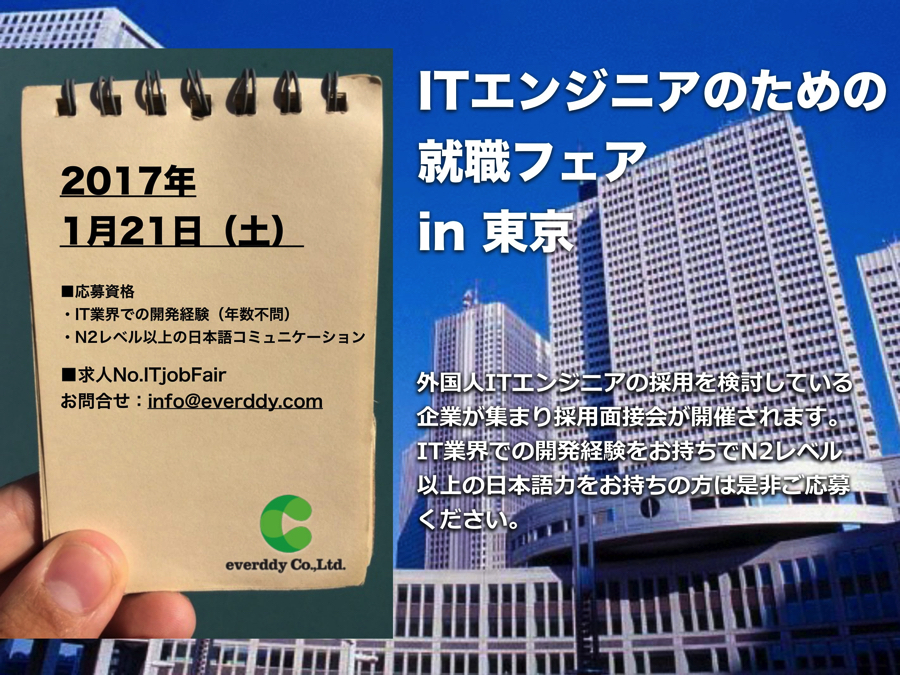 ITエンジニアのための
就職フェア
in 東京
2017年
1月21日（土）
■応募資格
・IT業界での開発経験（年数不問）
・N2レベル以上の日本語コミュニケーション
■求人No.ITjobFair
お問合せ：info@everddy.com
everddy Co.,Ltd.
外国人ITエンジニアの採用を検討している
企業が集まり採用面接会が開催されます。
IT業界での開発経験をお持ちでN2レベル
以上の日本語力をお持ちの方は是非ご応募
ください。